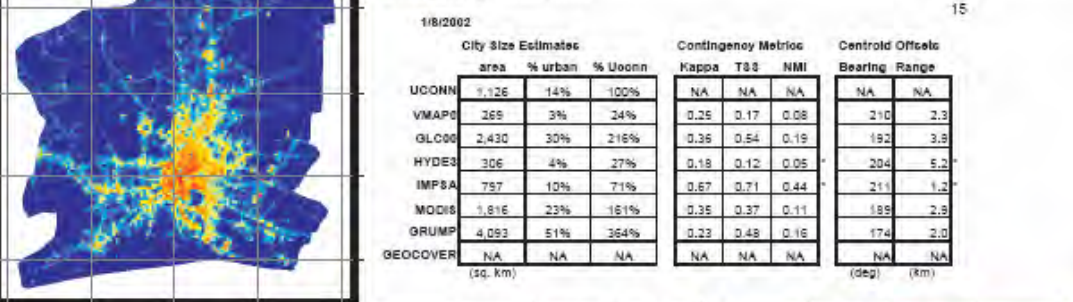 15
1/8/2002
City Size Estimates Contingency Metrics Centroid Offsets
area % urban % Uconn Kappa TSS NMI Bearing Range
UCONN 1,126 14% 100% NA NA NA NA NA
VMAP0 269 3% 24% 0.25 0.17 0.08 210 2.3
GLC00 2,430 30% 216% 0.36 0.54 0.19 192 3.9
HYDE3 306 4% 27% 0.18 0.12 0.05 * 204 5.2 *
IMPSA 797 10% 71% 0.67 0.71 0.44 * 211 1.2 *
MODIS 1,816 23% 161% 0.35 0.37 0.11 189 2.9
GRUMP 4,093 51% 364% 0.23 0.48 0.16 174 2.0
GEOCOVER NA NA NA NA NA NA NA NA
(sq. km) (deg) (km)